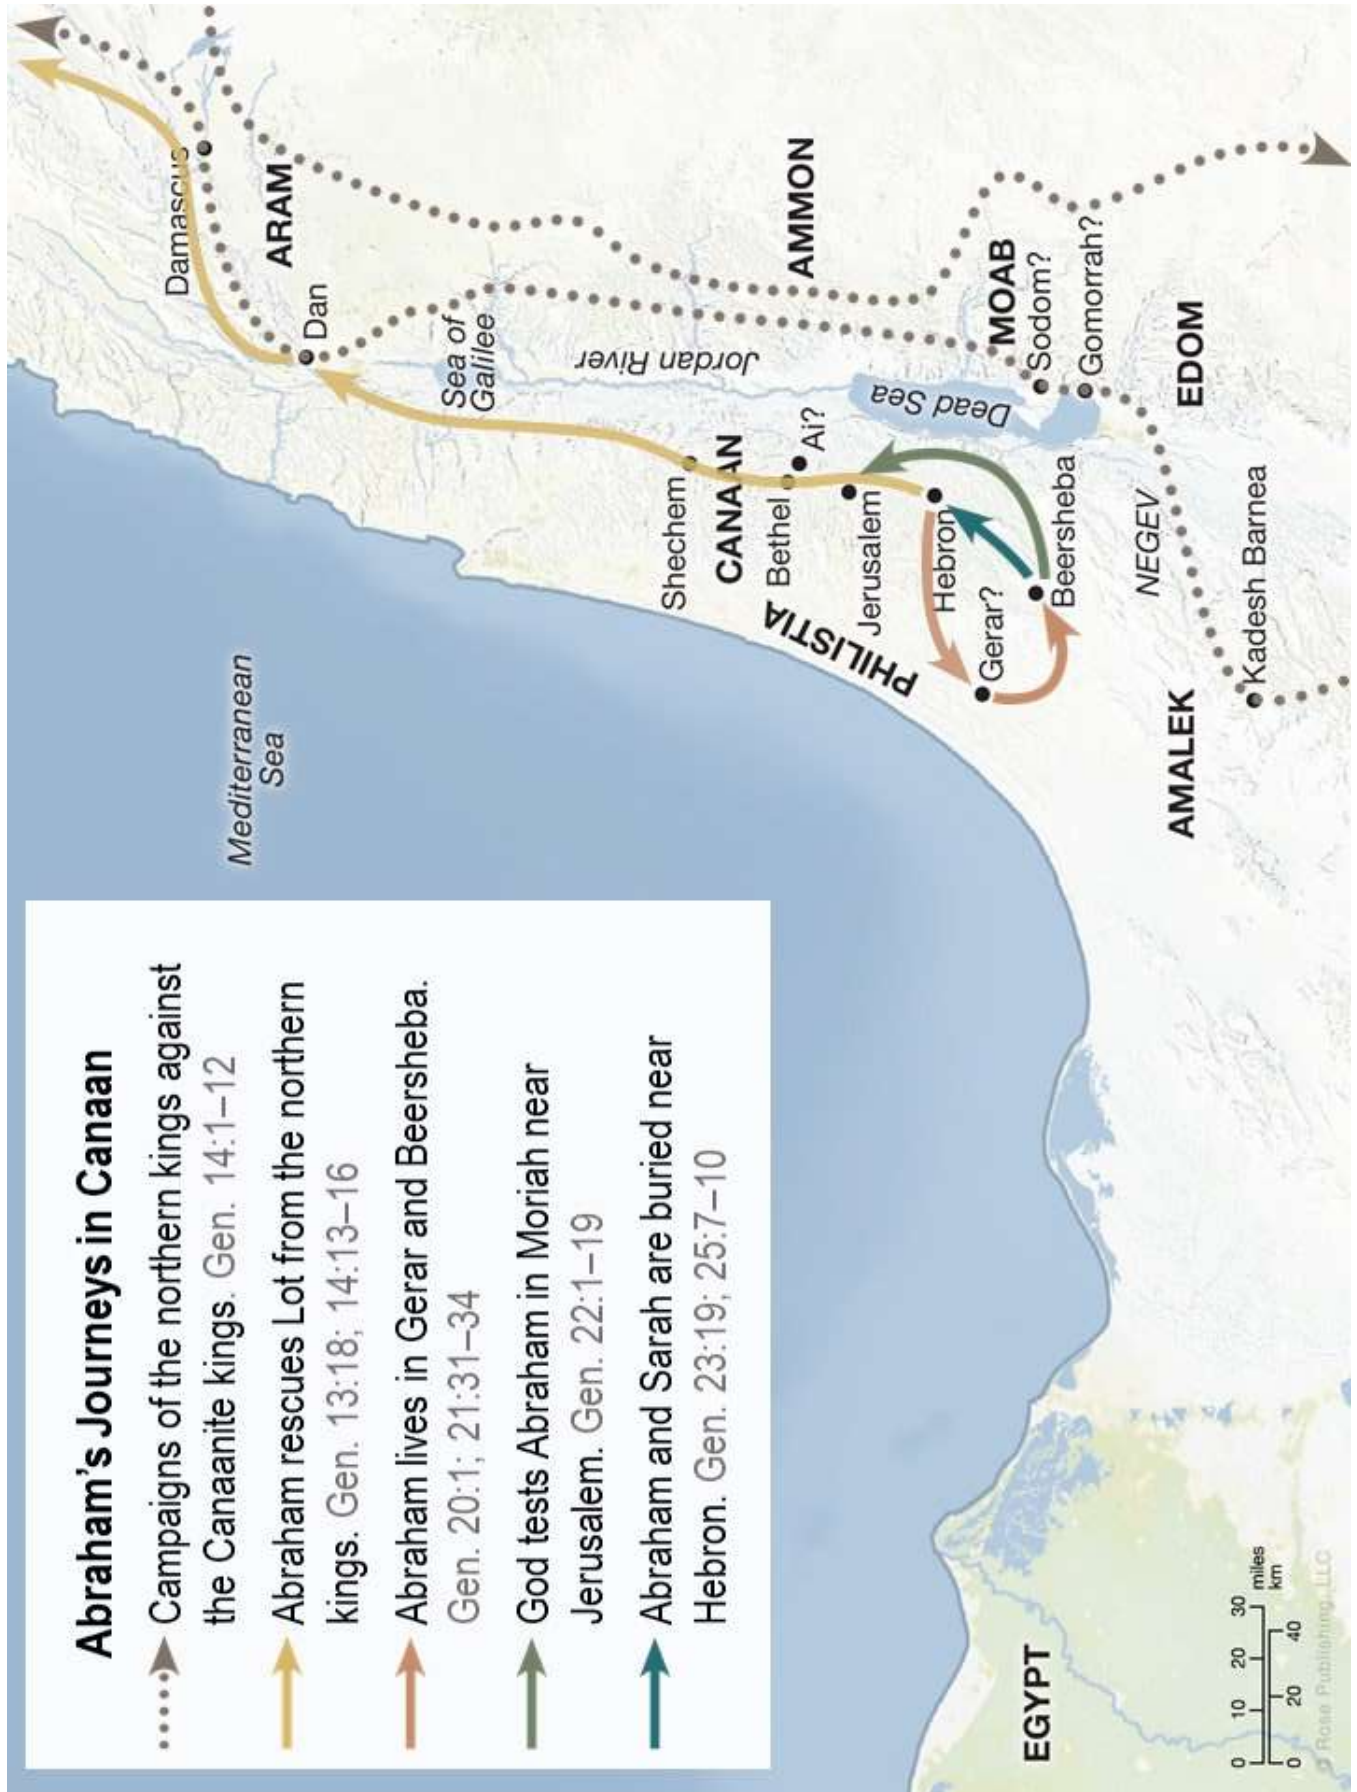 Abraham's Journeys in Canaan
Campaigns of the northern kings against
the Canaanite kings. Gen. 14:1–12
Abraham rescues Lot from the northern
kings. Gen. 13:18; 14:13–16
Abraham lives in Gerar and Beersheba.
Gen. 20:1; 21:31–34
God tests Abraham in Moriah near
Jerusalem. Gen. 22:1–19
Abraham and Sarah are buried near
Hebron. Gen. 23:19; 25:7–10
Mediterranean
Sea
Damascus
ARAM
Dan
Sea of
Galilee
Jordan River
Shechem
CANAAN
AMMON
Bethel
Ai?
PHILISTIA
Jerusalem
Dead Sea
Hebron
Gerar?
MOAB
Sodom?
Beersheba
Gomorrah?
NEGEV
EDOM
AMALEK
Kadesh Barnea
EGYPT
0 10 20 30 miles
0 20 40 km
© Rose Publishing, LLC